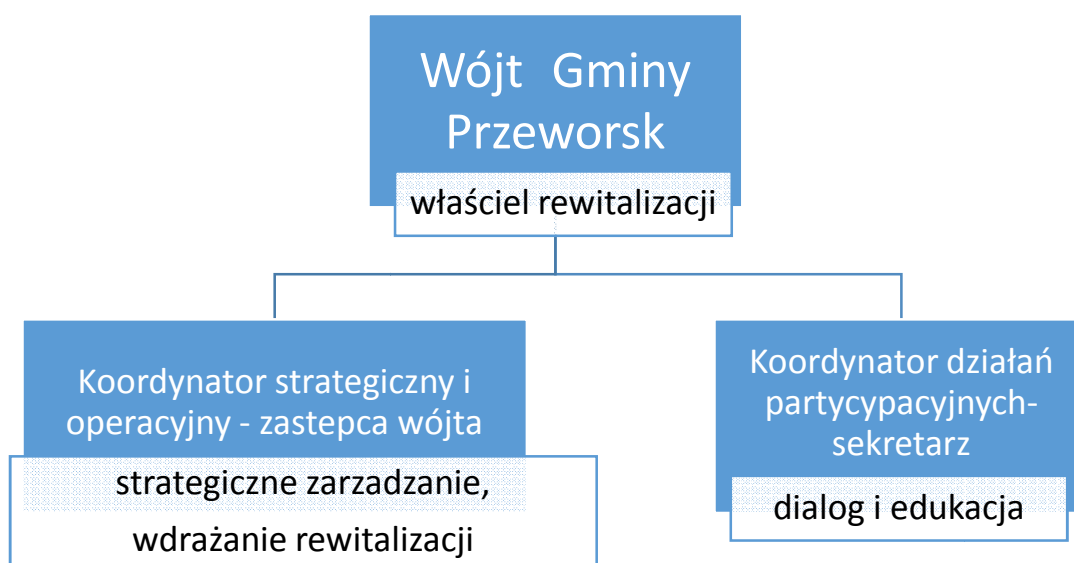 Wójt Gminy
Przeworsk
właściel rewitalizacji
Koordynator strategiczny i
operacyjny - zastepca wójta
strategiczne zarzadzanie,
wdrażanie rewitalizacji
Koordynator działań
partycypacyjnych-
sekretarz
dialog i edukacja